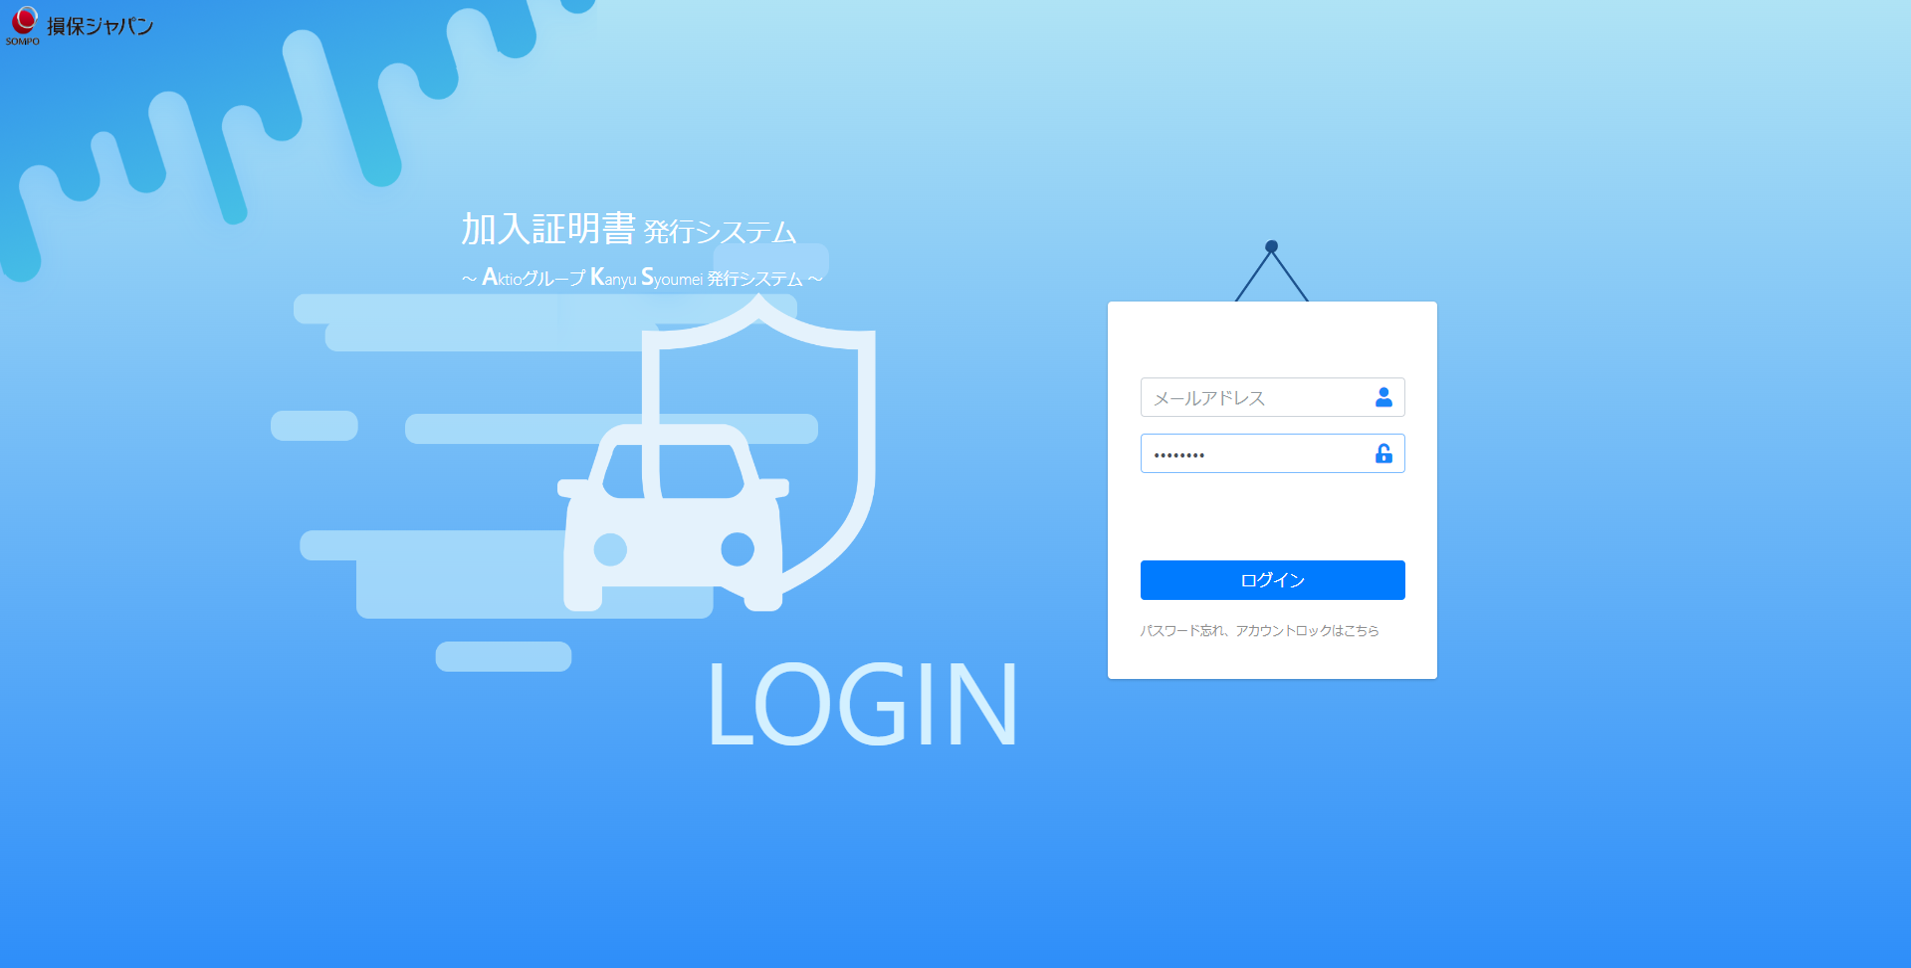 SOMPO 損保ジャパン
加入証明書 発行システム
～ Aktioグループ Kanyu Syoumei 発行システム ～
メールアドレス
••••••••
ログイン
パスワード忘れ、アカウントロックはこちら
LOGIN